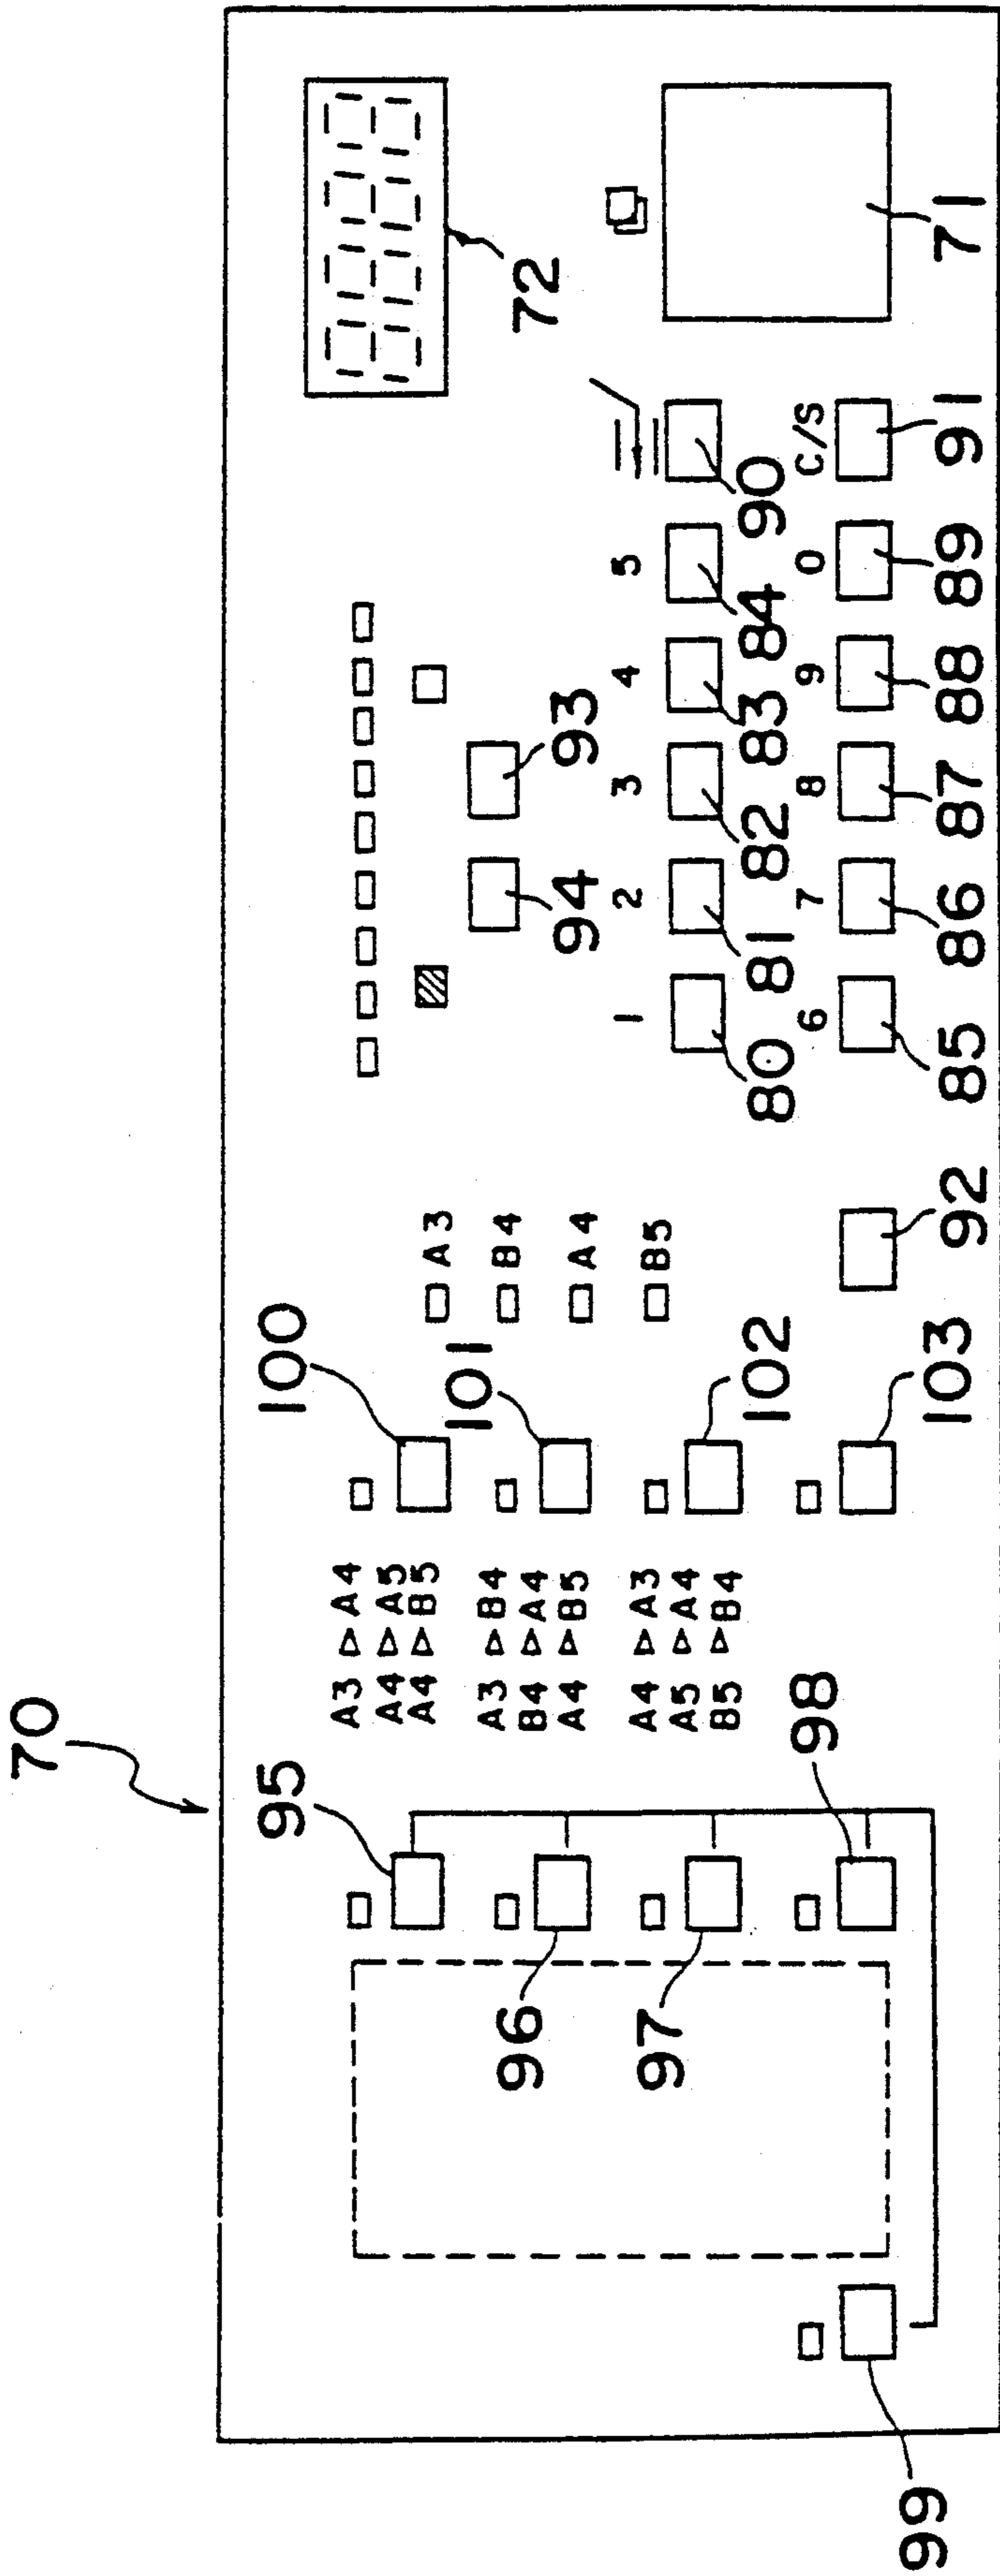 70
95
96
97
98
99
A3 ▷ A4
A4 ▷ A5
A4 ▷ B5
A3 ▷ B4
B4 ▷ A4
A4 ▷ B5
A4 ▷ A3
A5 ▷ A4
B5 ▷ B4
100
101
102
103
A3
B4
A4
B5
92
94
93
72
1 2 3 4 5
80 81 82 83 84 90
6 7 8 9 0 C/S
85 86 87 88 89 91
71